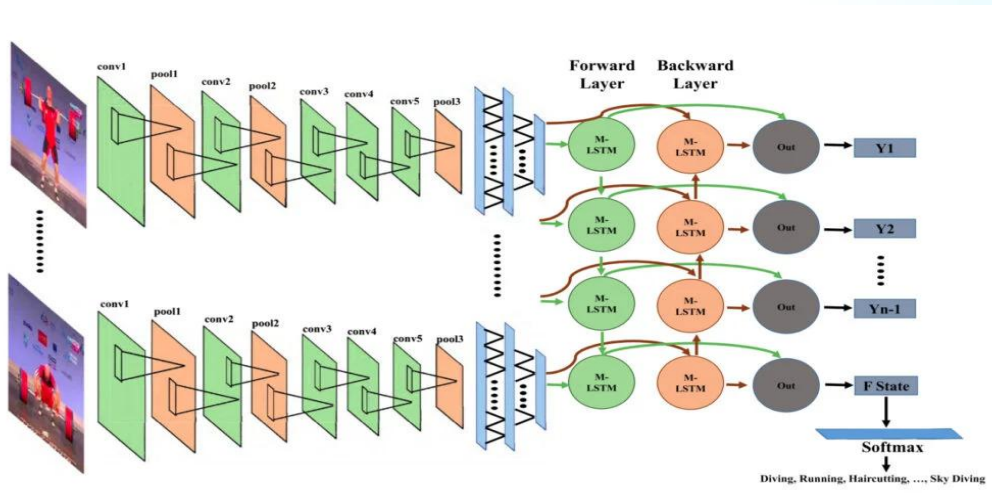 conv1
pool1
conv2
pool2
conv3
conv4
conv5
pool3
Forward
Layer
Backward
Layer
M-
LSTM
M-
LSTM
Out
Y1
M-
LSTM
M-
LSTM
Out
Y2
M-
LSTM
M-
LSTM
Out
Yn-1
conv1
pool1
conv2
pool2
conv3
conv4
conv5
pool3
M-
LSTM
M-
LSTM
Out
F State
Softmax
Diving, Running, Haircutting, …, Sky Diving